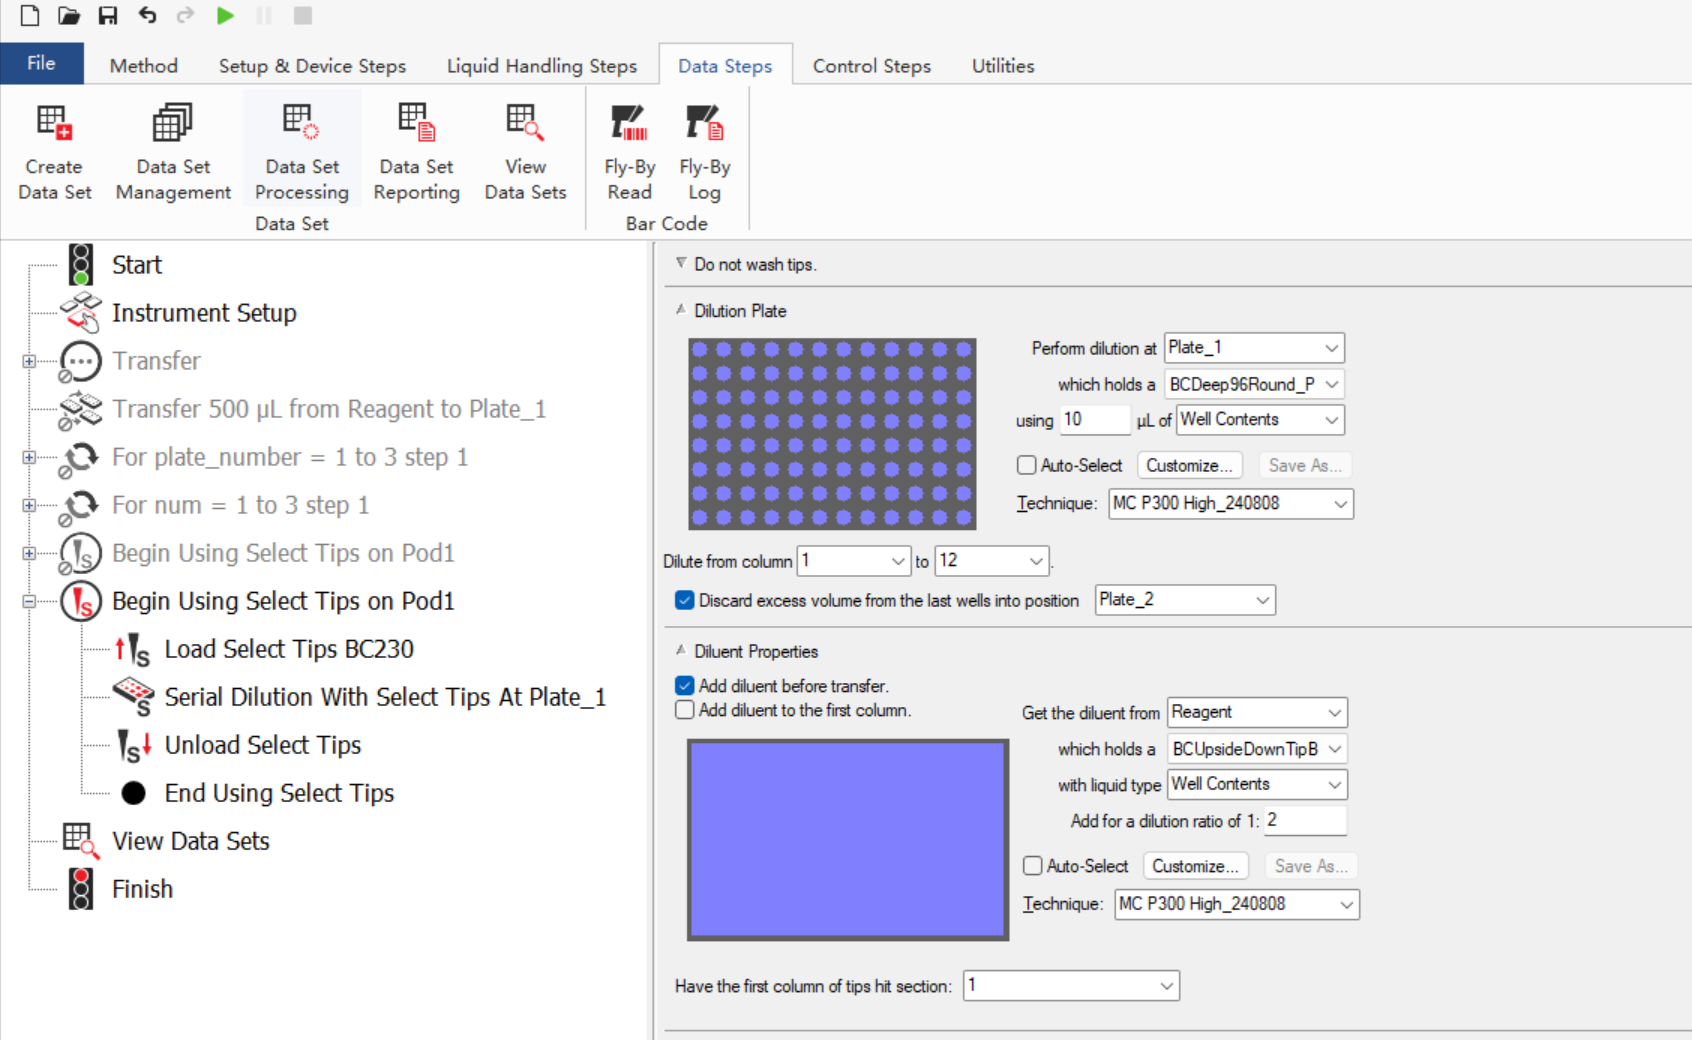 File Method Setup & Device Steps Liquid Handling Steps Data Steps Control Steps Utilities
Create Data Set
Data Set Management
Data Set Processing
Data Set Reporting
View Data Sets
Fly-By Read
Fly-By Log
Data Set
Bar Code
Start
Instrument Setup
Transfer
Transfer 500 µL from Reagent to Plate_1
For plate_number = 1 to 3 step 1
For num = 1 to 3 step 1
Begin Using Select Tips on Pod1
Begin Using Select Tips on Pod1
Load Select Tips BC230
Serial Dilution With Select Tips At Plate_1
Unload Select Tips
End Using Select Tips
View Data Sets
Finish
Do not wash tips.
Dilution Plate
Perform dilution at Plate_1
which holds a BCDeep96Round_P
using 10 µL of Well Contents
Auto-Select Customize... Save As...
Technique: MC P300 High_240808
Dilute from column 1 to 12 .
Discard excess volume from the last wells into position Plate_2
Diluent Properties
Add diluent before transfer.
Add diluent to the first column.
Get the diluent from Reagent
which holds a BCUpsideDownTipB
with liquid type Well Contents
Add for a dilution ratio of 1: 2
Auto-Select Customize... Save As...
Technique: MC P300 High_240808
Have the first column of tips hit section: 1